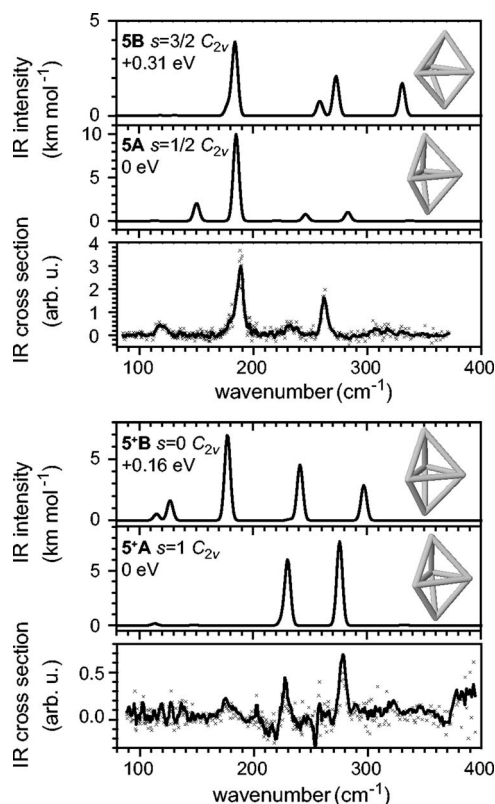 5B s=3/2 C2v
+0.31 eV
IR intensity
(km mol-1)
5
0
5A s=1/2 C2v
0 eV
10
5
0
IR cross section
(arb. u.)
4
3
2
1
0
100 200 300 400
wavenumber (cm-1)
5+B s=0 C2v
+0.16 eV
IR intensity
(km mol-1)
5
0
5+A s=1 C2v
0 eV
5
0
IR cross section
(arb. u.)
0.5
0.0
100 200 300 400
wavenumber (cm-1)